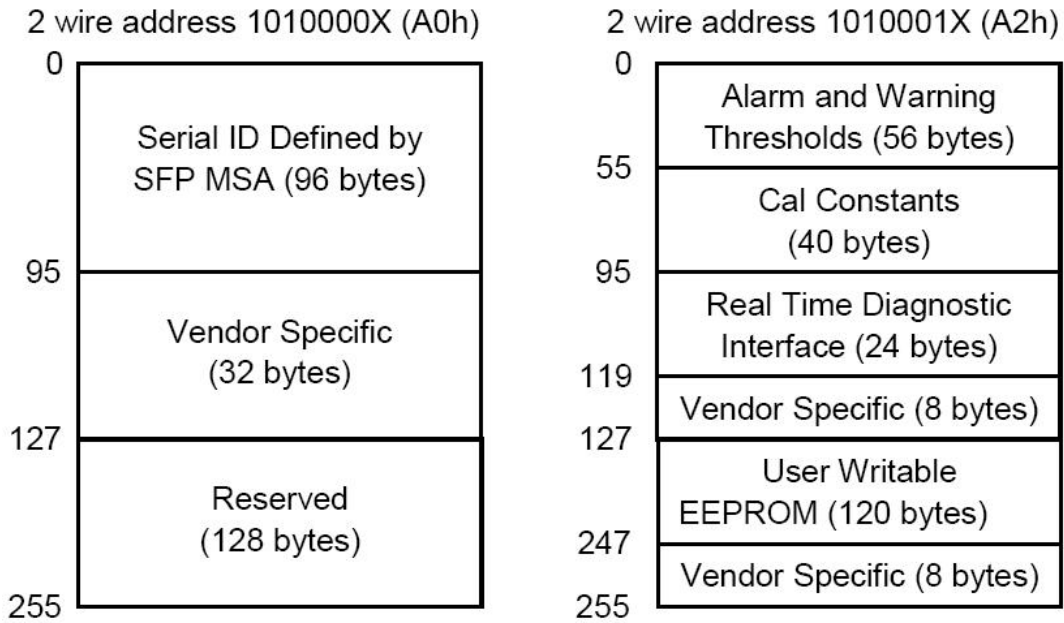 2 wire address 1010000X (A0h)
0
Serial ID Defined by
SFP MSA (96 bytes)
95
Vendor Specific
(32 bytes)
127
Reserved
(128 bytes)
255
2 wire address 1010001X (A2h)
0
Alarm and Warning
Thresholds (56 bytes)
55
Cal Constants
(40 bytes)
95
Real Time Diagnostic
Interface (24 bytes)
119
Vendor Specific (8 bytes)
127
User Writable
EEPROM (120 bytes)
247
Vendor Specific (8 bytes)
255